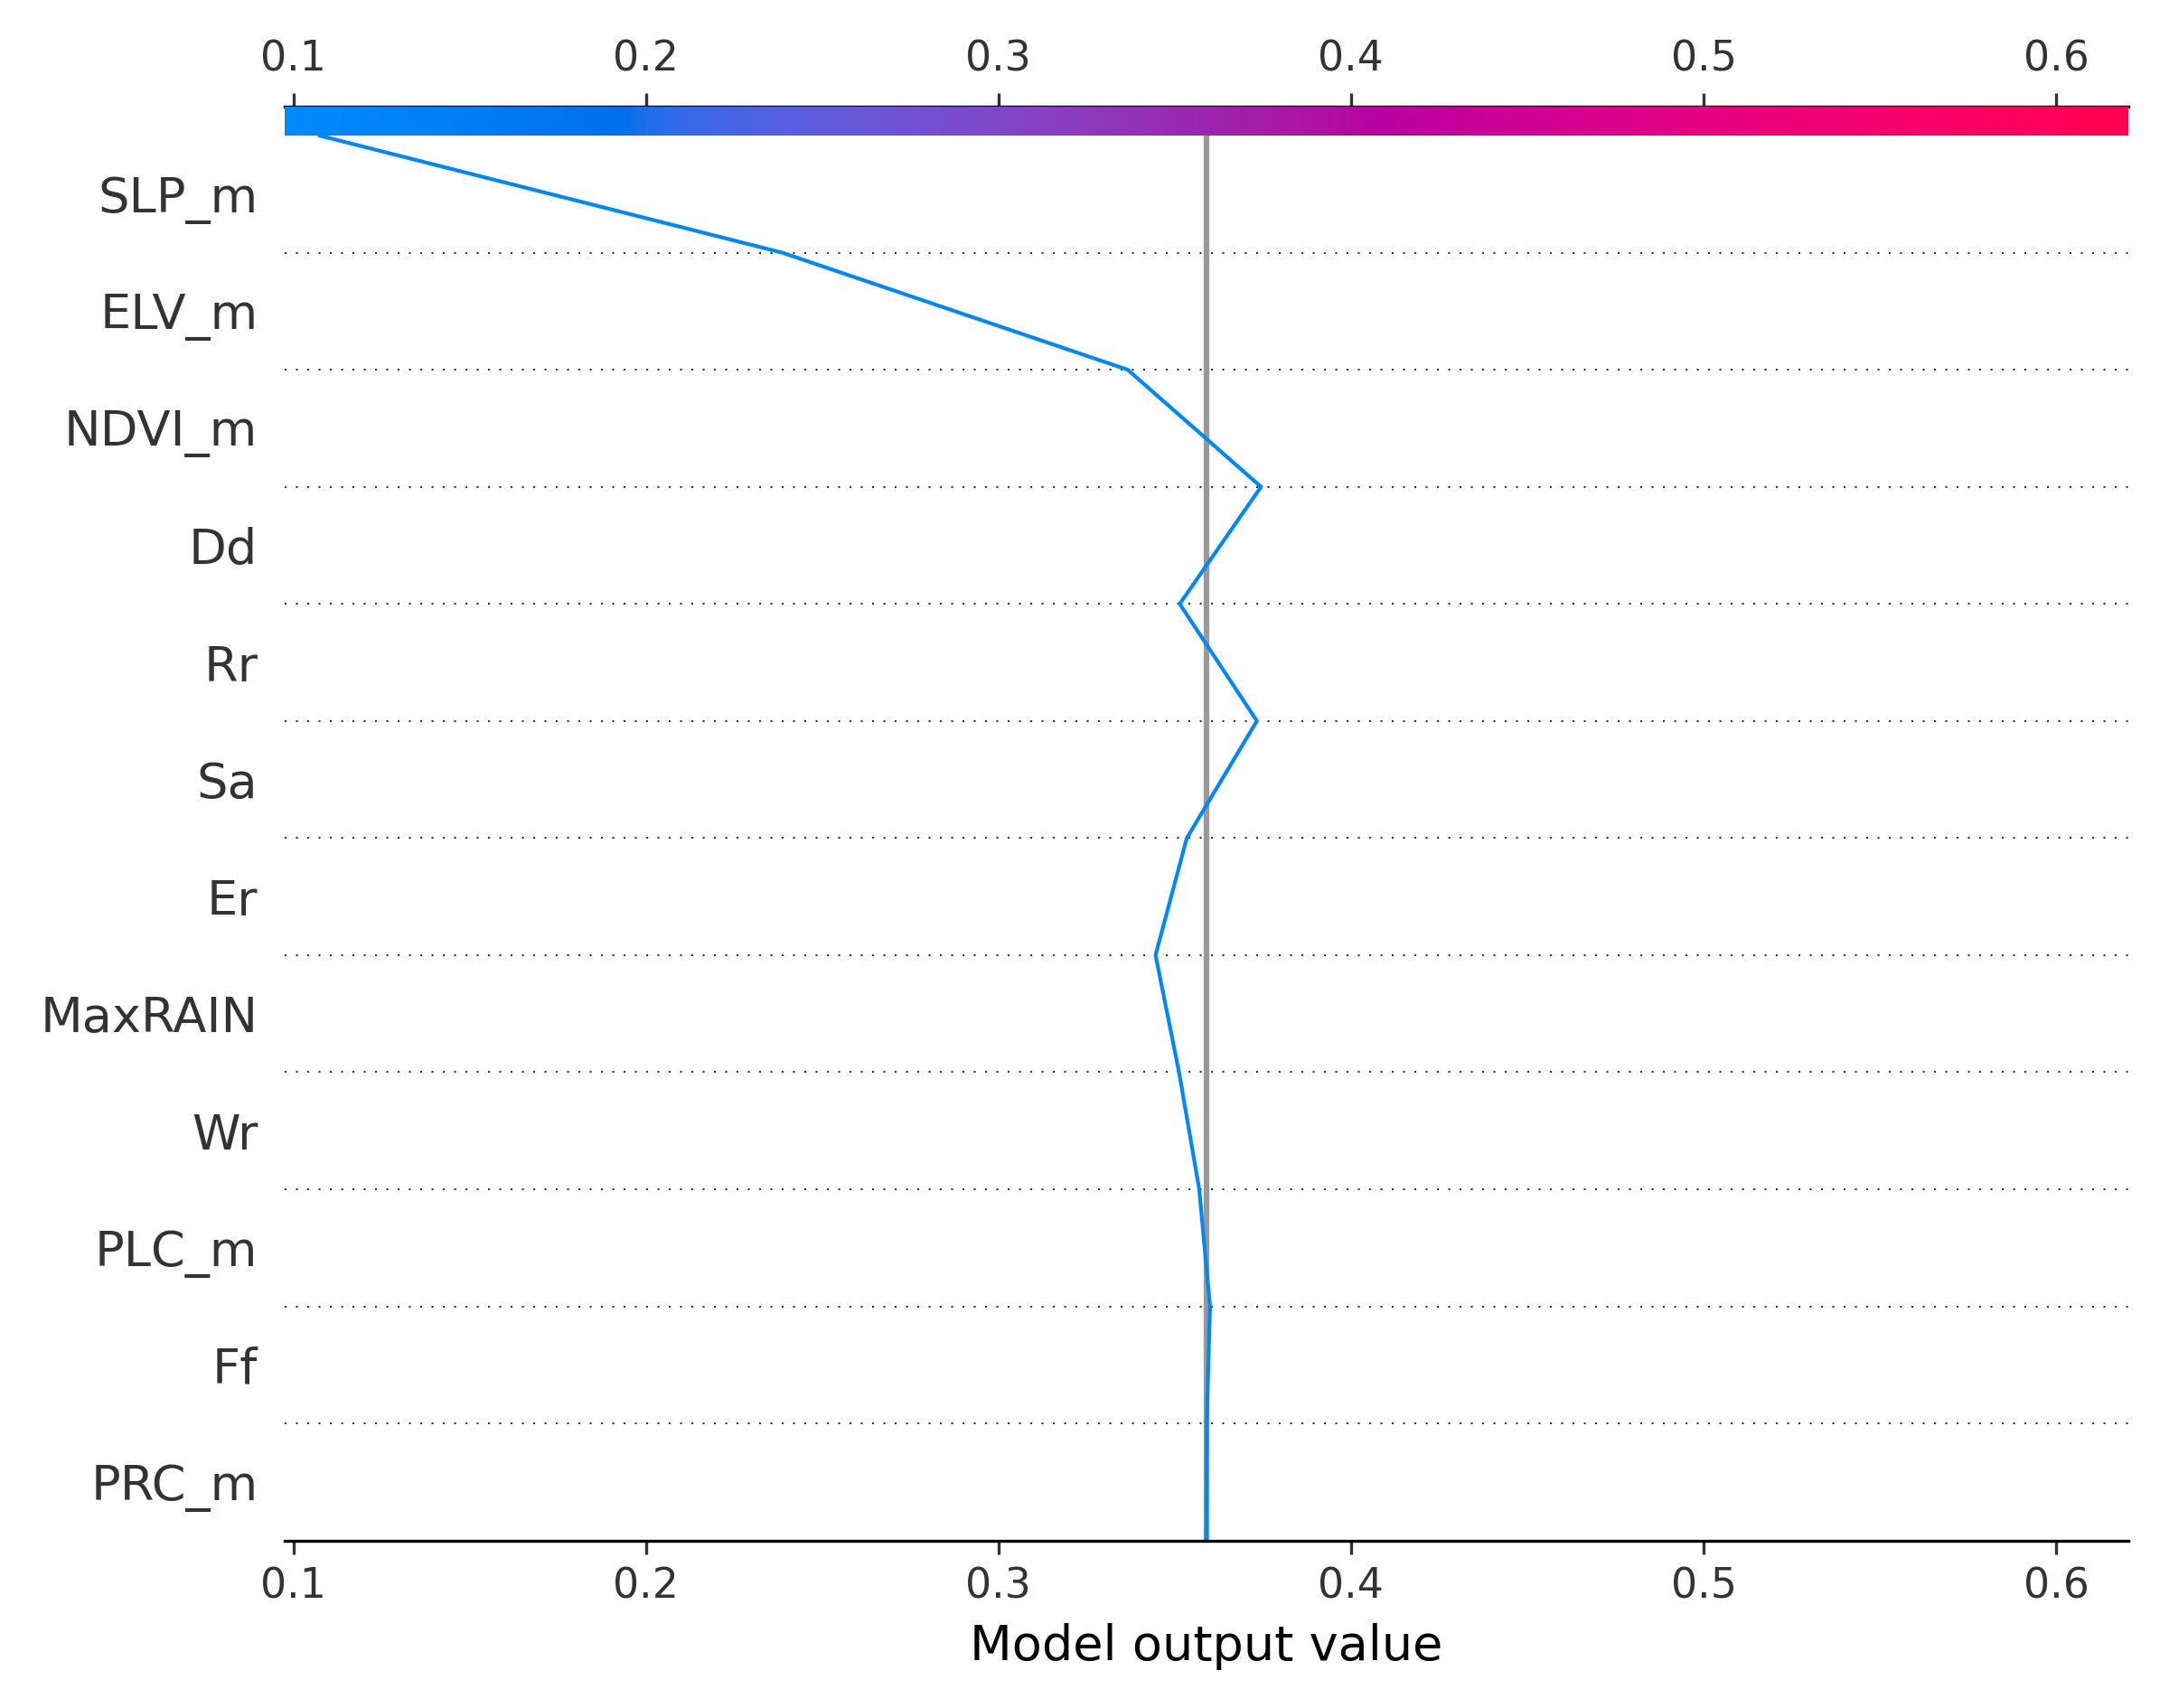 0.1 0.2 0.3 0.4 0.5 0.6
SLP_m
ELV_m
NDVI_m
Dd
Rr
Sa
Er
MaxRAIN
Wr
PLC_m
Ff
PRC_m
0.1 0.2 0.3 0.4 0.5 0.6
Model output value